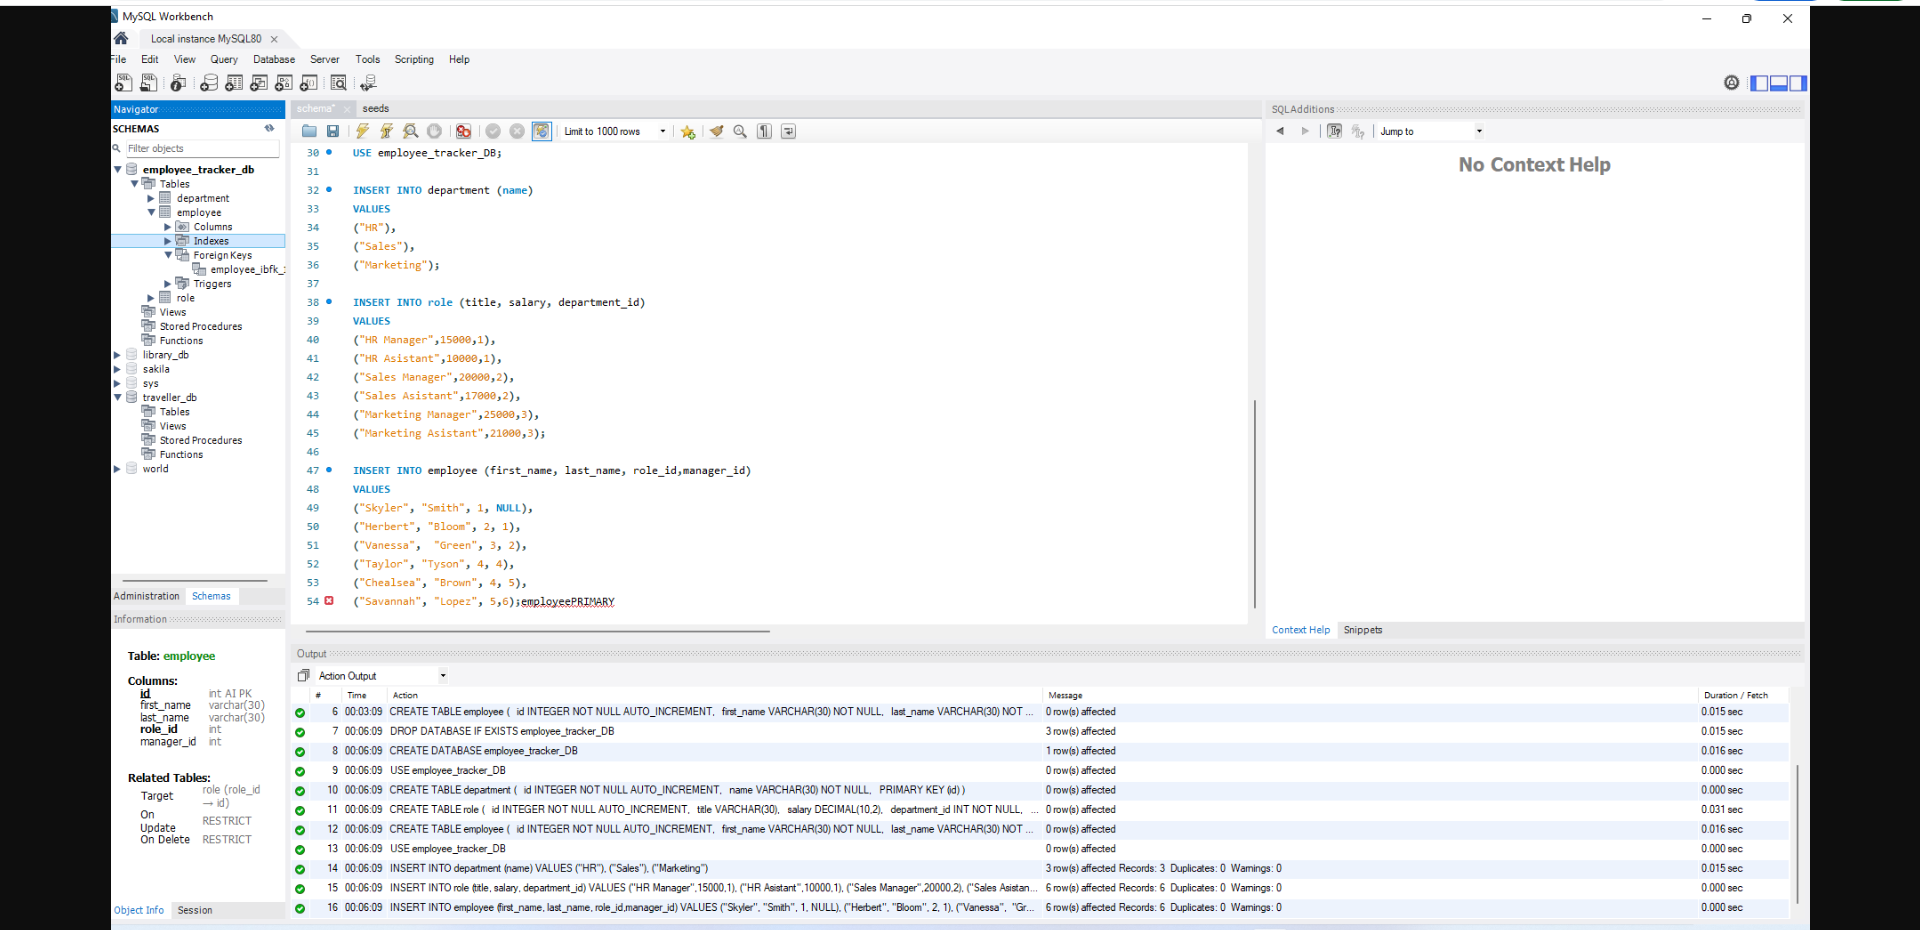 MySQL Workbench
Local instance MySQL80
File Edit View Query Database Server Tools Scripting Help
Navigator
SCHEMAS
Filter objects
employee_tracker_db
Tables
department
employee
Columns
Indexes
Foreign Keys
employee_ibfk_
Triggers
role
Views
Stored Procedures
Functions
library_db
sakila
sys
traveller_db
Tables
Views
Stored Procedures
Functions
world
Administration Schemas
Information
Table: employee
Columns:
id int AI PK
first_name varchar(30)
last_name varchar(30)
role_id int
manager_id int
Related Tables:
Target role (role_id → id)
On Update RESTRICT
On Delete RESTRICT
Object Info Session
schema* seeds
Limit to 1000 rows
30 USE employee_tracker_DB;
31
32 INSERT INTO department (name)
33 VALUES
34 ("HR"),
35 ("Sales"),
36 ("Marketing");
37
38 INSERT INTO role (title, salary, department_id)
39 VALUES
40 ("HR Manager",15000,1),
41 ("HR Asistant",10000,1),
42 ("Sales Manager",20000,2),
43 ("Sales Asistant",17000,2),
44 ("Marketing Manager",25000,3),
45 ("Marketing Asistant",21000,3);
46
47 INSERT INTO employee (first_name, last_name, role_id,manager_id)
48 VALUES
49 ("Skyler", "Smith", 1, NULL),
50 ("Herbert", "Bloom", 2, 1),
51 ("Vanessa",  "Green", 3, 2),
52 ("Taylor", "Tyson", 4, 4),
53 ("Chealsea", "Brown", 4, 5),
54 ("Savannah", "Lopez", 5,6);employeePRIMARY
SQLAdditions
Jump to
No Context Help
Context Help Snippets
Output
Action Output
# Time Action Message Duration / Fetch
6 00:03:09 CREATE TABLE employee ( id INTEGER NOT NULL AUTO_INCREMENT, first_name VARCHAR(30) NOT NULL, last_name VARCHAR(30) NOT ... 0 row(s) affected 0.015 sec
7 00:06:09 DROP DATABASE IF EXISTS employee_tracker_DB 3 row(s) affected 0.015 sec
8 00:06:09 CREATE DATABASE employee_tracker_DB 1 row(s) affected 0.016 sec
9 00:06:09 USE employee_tracker_DB 0 row(s) affected 0.000 sec
10 00:06:09 CREATE TABLE department ( id INTEGER NOT NULL AUTO_INCREMENT, name VARCHAR(30) NOT NULL, PRIMARY KEY (id) ) 0 row(s) affected 0.000 sec
11 00:06:09 CREATE TABLE role ( id INTEGER NOT NULL AUTO_INCREMENT, title VARCHAR(30), salary DECIMAL(10,2), department_id INT NOT NULL, ... 0 row(s) affected 0.031 sec
12 00:06:09 CREATE TABLE employee ( id INTEGER NOT NULL AUTO_INCREMENT, first_name VARCHAR(30) NOT NULL, last_name VARCHAR(30) NOT ... 0 row(s) affected 0.016 sec
13 00:06:09 USE employee_tracker_DB 0 row(s) affected 0.000 sec
14 00:06:09 INSERT INTO department (name) VALUES ("HR"), ("Sales"), ("Marketing") 3 row(s) affected Records: 3 Duplicates: 0 Warnings: 0 0.015 sec
15 00:06:09 INSERT INTO role (title, salary, department_id) VALUES ("HR Manager",15000,1), ("HR Asistant",10000,1), ("Sales Manager",20000,2), ("Sales Asistan... 6 row(s) affected Records: 6 Duplicates: 0 Warnings: 0 0.000 sec
16 00:06:09 INSERT INTO employee (first_name, last_name, role_id,manager_id) VALUES ("Skyler", "Smith", 1, NULL), ("Herbert", "Bloom", 2, 1), ("Vanessa", "Gr... 6 row(s) affected Records: 6 Duplicates: 0 Warnings: 0 0.000 sec